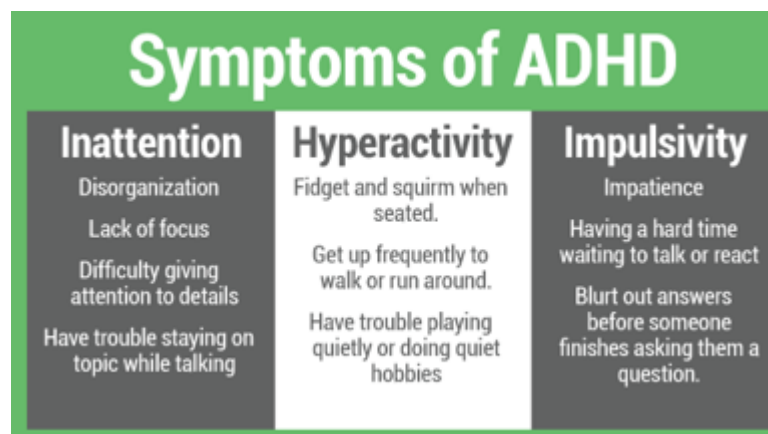 Symptoms of ADHD
Inattention
Disorganization
Lack of focus
Difficulty giving
attention to details
Have trouble staying on
topic while talking
Hyperactivity
Fidget and squirm when
seated.
Get up frequently to
walk or run around.
Have trouble playing
quietly or doing quiet
hobbies
Impulsivity
Impatience
Having a hard time
waiting to talk or react
Blurt out answers
before someone
finishes asking them a
question.